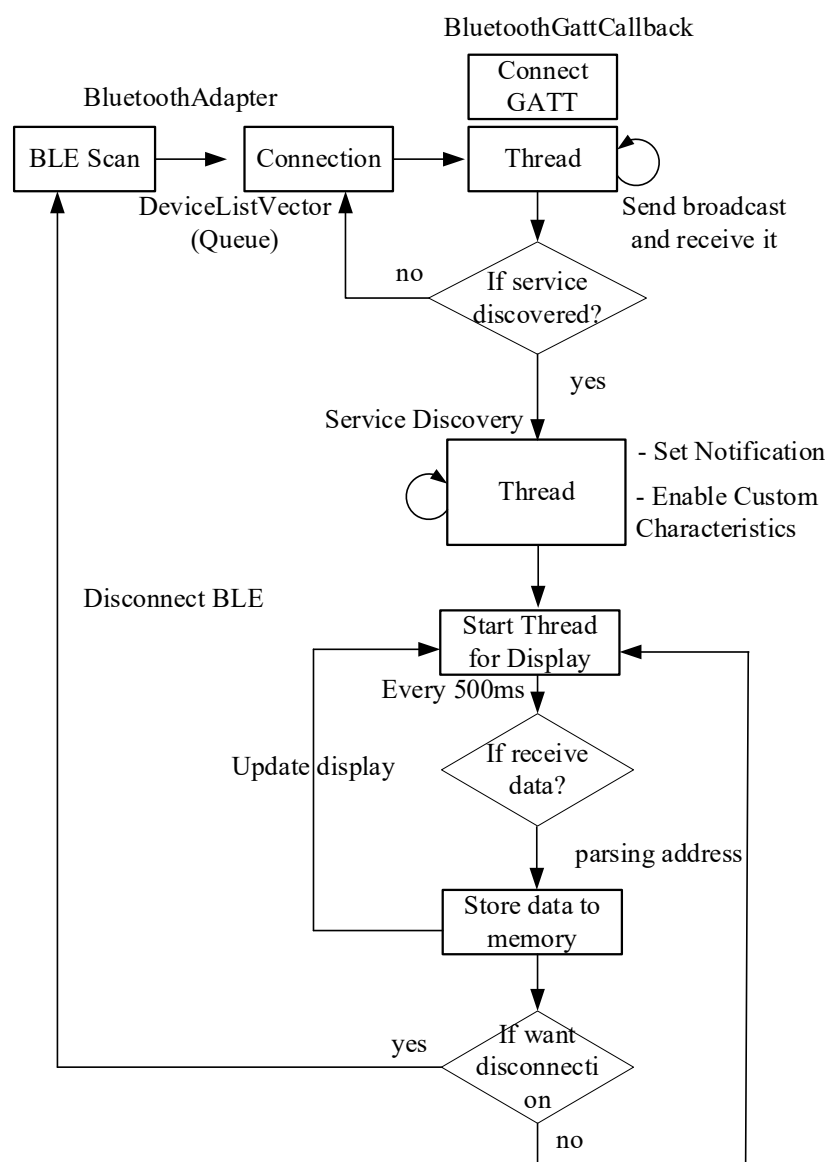 BluetoothGattCallback
Connect
GATT
BluetoothAdapter
BLE Scan
Connection
Thread
DeviceListVector
(Queue)
Send broadcast
and receive it
no
If service
discovered?
yes
Service Discovery
Thread
- Set Notification
- Enable Custom
Characteristics
Disconnect BLE
Start Thread
for Display
Every 500ms
Update display
If receive
data?
parsing address
Store data to
memory
yes
If want
disconnecti
on
no